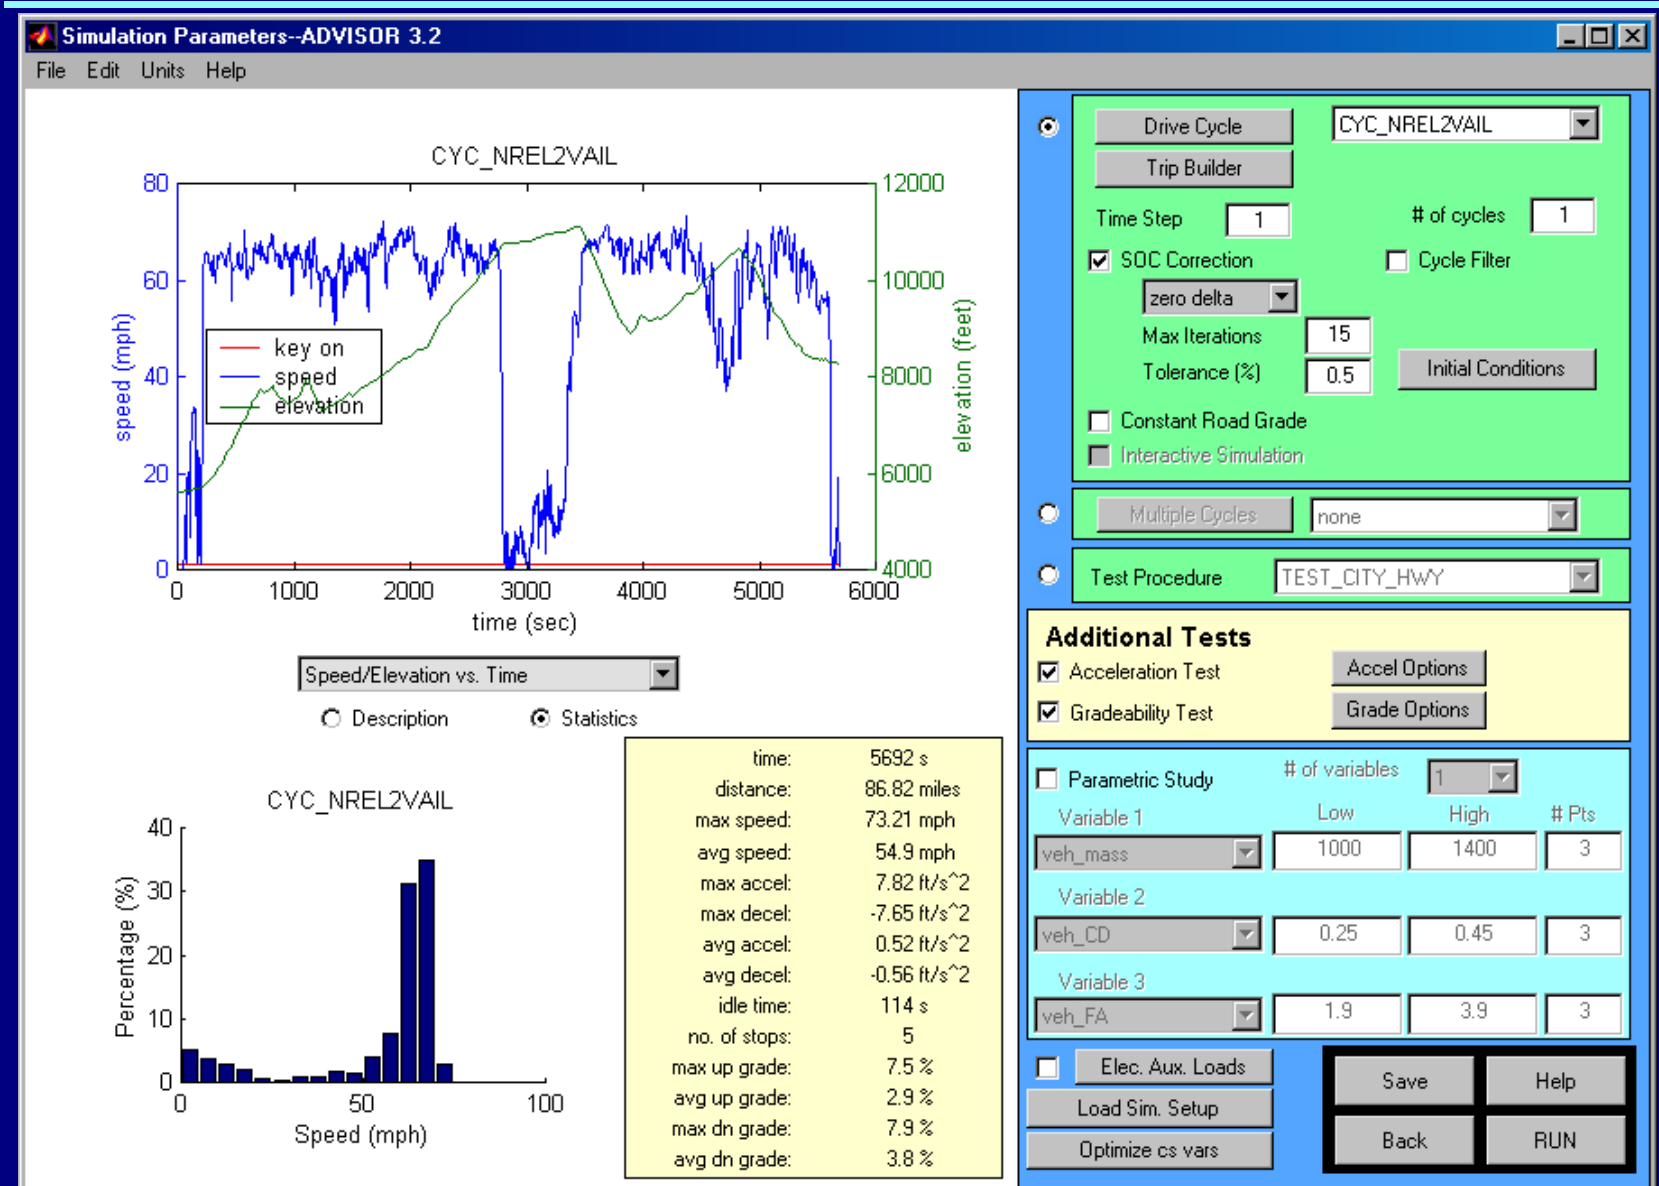 Simulation Parameters--ADVISOR 3.2
File Edit Units Help
CYC_NREL2VAIL
80
60
40
20
0
speed (mph)
12000
10000
8000
6000
4000
elevation (feet)
key on
speed
elevation
0 1000 2000 3000 4000 5000 6000
time (sec)
Speed/Elevation vs. Time
Description Statistics
CYC_NREL2VAIL
40
30
20
10
0
Percentage (%)
0 50 100
Speed (mph)
time: 5692 s
distance: 86.82 miles
max speed: 73.21 mph
avg speed: 54.9 mph
max accel: 7.82 ft/s^2
max decel: -7.65 ft/s^2
avg accel: 0.52 ft/s^2
avg decel: -0.56 ft/s^2
idle time: 114 s
no. of stops: 5
max up grade: 7.5 %
avg up grade: 2.9 %
max dn grade: 7.9 %
avg dn grade: 3.8 %
Drive Cycle CYC_NREL2VAIL
Trip Builder
Time Step 1 # of cycles 1
SOC Correction Cycle Filter
zero delta
Max Iterations 15
Tolerance (%) 0.5 Initial Conditions
Constant Road Grade
Interactive Simulation
Multiple Cycles none
Test Procedure TEST_CITY_HWY
Additional Tests
Acceleration Test Accel Options
Gradeability Test Grade Options
Parametric Study # of variables 1
Variable 1 Low High # Pts
veh_mass 1000 1400 3
Variable 2
veh_CD 0.25 0.45 3
Variable 3
veh_FA 1.9 3.9 3
Elec. Aux. Loads
Load Sim. Setup
Optimize cs vars
Save Help
Back RUN